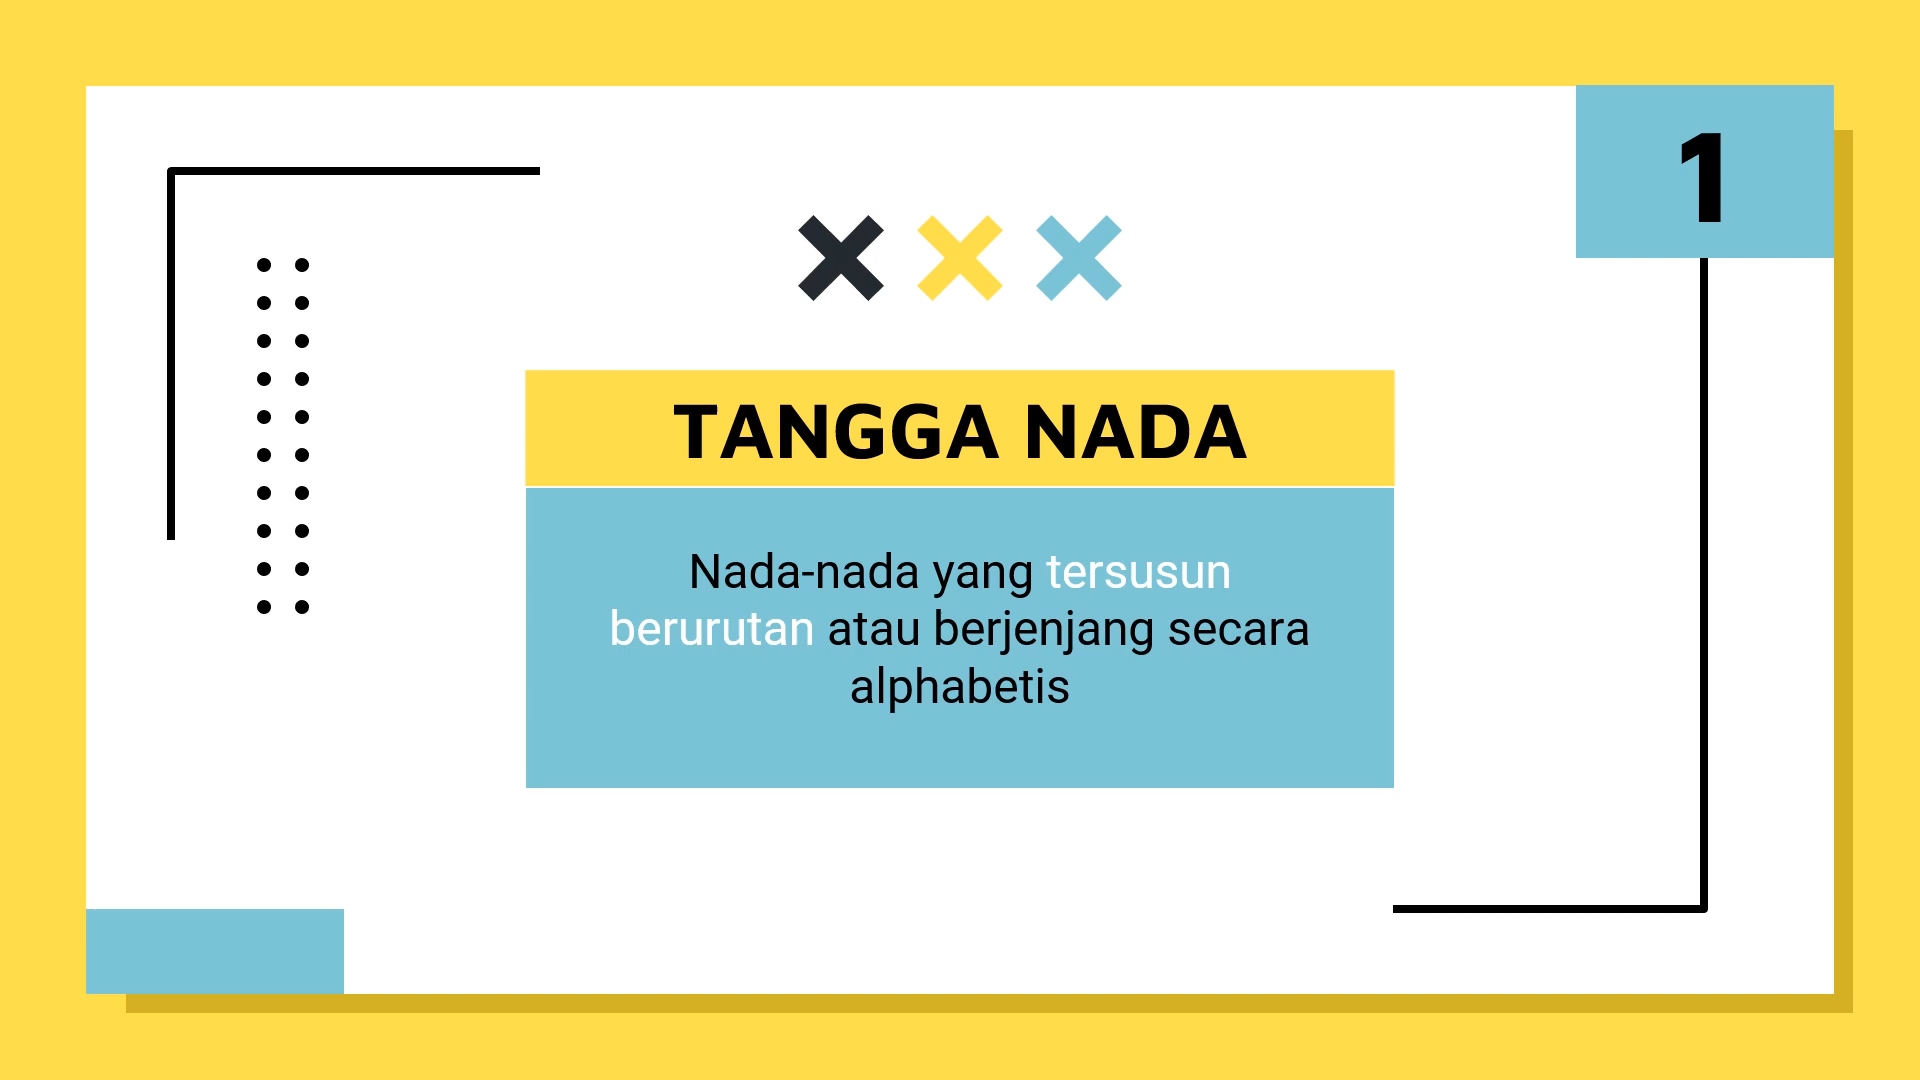 1
TANGGA NADA
Nada-nada yang tersusun
berurutan atau berjenjang secara
alphabetis